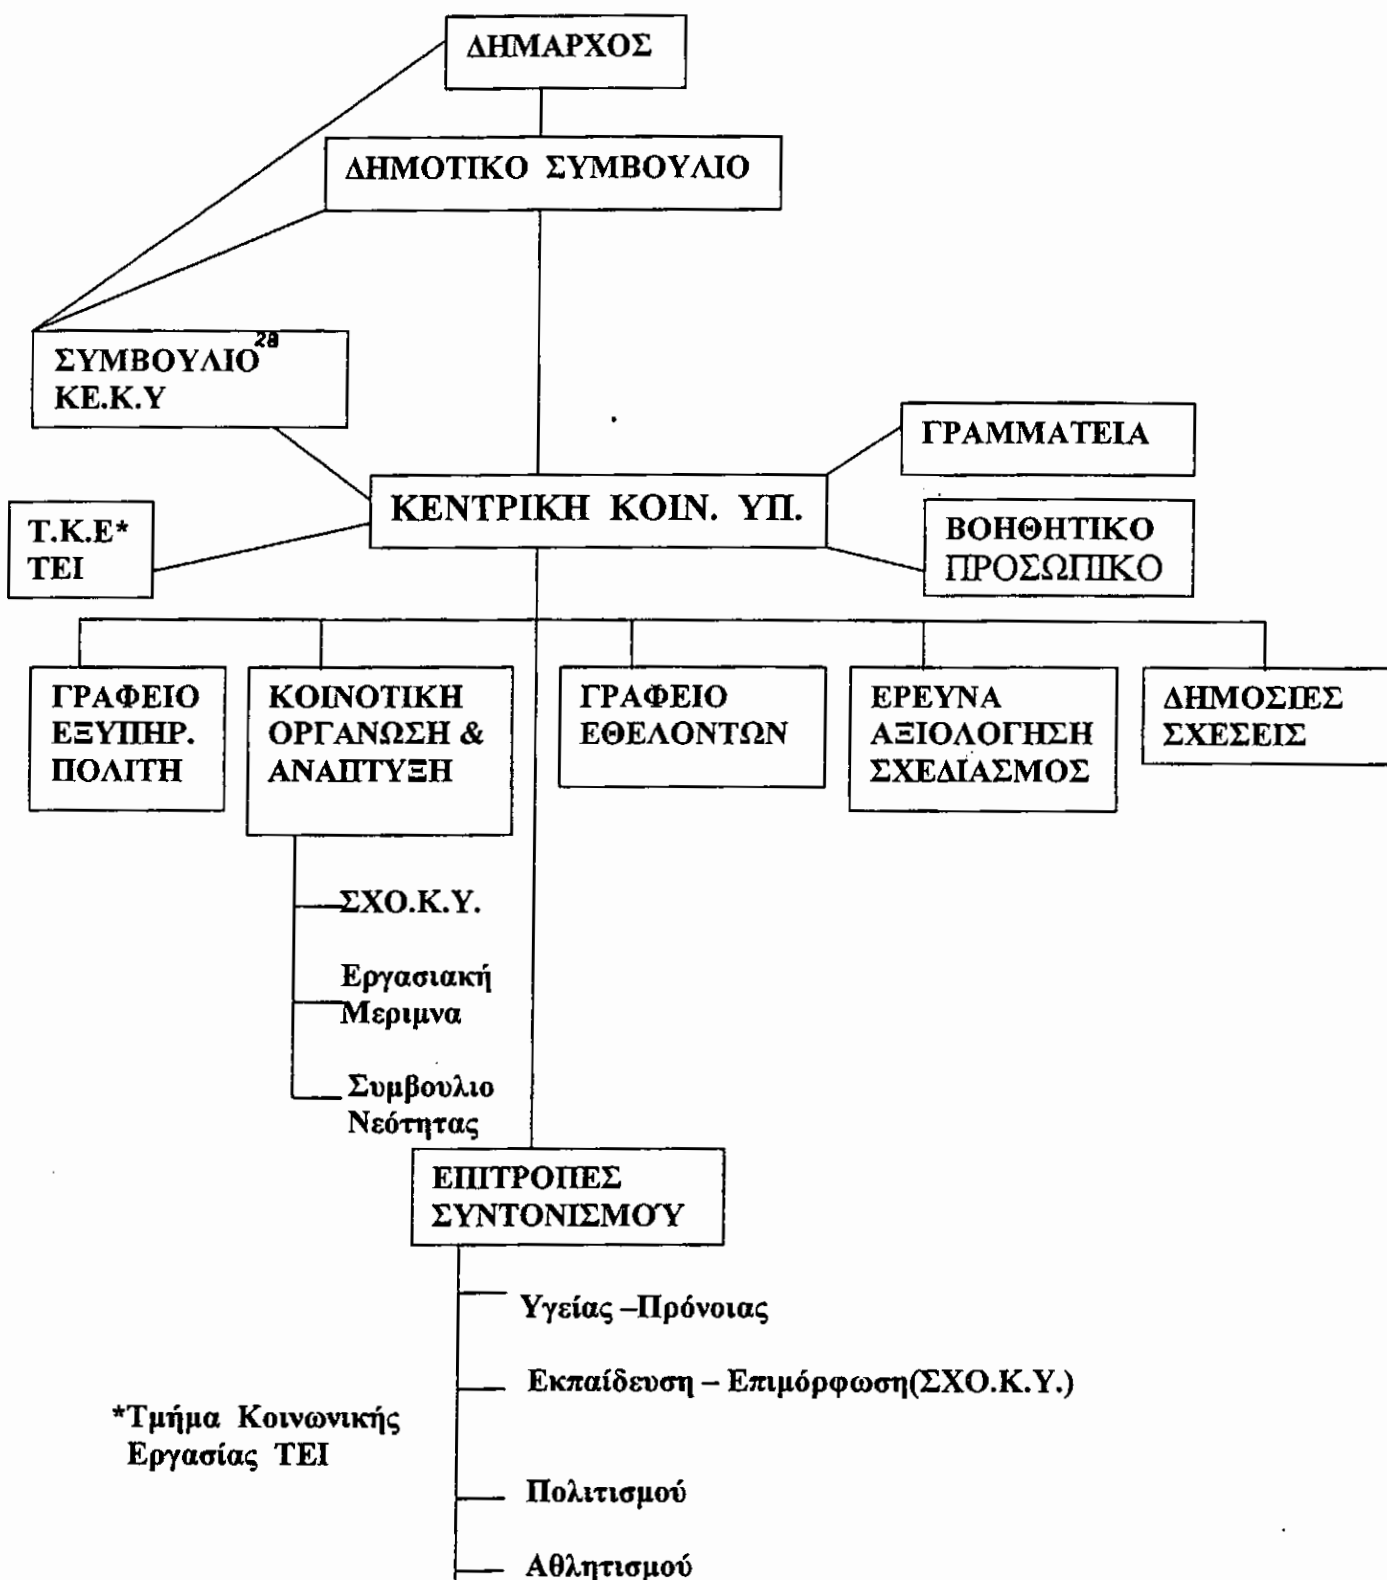 ΔΗΜΑΡΧΟΣ
ΔΗΜΟΤΙΚΟ ΣΥΜΒΟΥΛΙΟ
ΣΥΜΒΟΥΛΙΟ
ΚΕ.Κ.Υ
ΓΡΑΜΜΑΤΕΙΑ
ΚΕΝΤΡΙΚΗ ΚΟΙΝ. ΥΠ.
Τ.Κ.Ε*
ΤΕΙ
ΒΟΗΘΗΤΙΚΟ
ΠΡΟΣΩΠΙΚΟ
ΓΡΑΦΕΙΟ
ΕΞΥΠΗΡ.
ΠΟΛΙΤΗ
ΚΟΙΝΟΤΙΚΗ
ΟΡΓΑΝΩΣΗ &
ΑΝΑΠΤΥΞΗ
ΓΡΑΦΕΙΟ
ΕΘΕΛΟΝΤΩΝ
ΕΡΕΥΝΑ
ΑΞΙΟΛΟΓΗΣΗ
ΣΧΕΔΙΑΣΜΟΣ
ΔΗΜΟΣΙΕΣ
ΣΧΕΣΕΙΣ
ΣΧΟ.Κ.Υ.
Εργασιακή
Μεριμνα
Συμβουλιο
Νεότητας
ΕΠΙΤΡΟΠΕΣ
ΣΥΝΤΟΝΙΣΜΟΎ
Υγείας –Πρόνοιας
Εκπαίδευση – Επιμόρφωση(ΣΧΟ.Κ.Υ.)
*Τμήμα Κοινωνικής
Εργασίας ΤΕΙ
Πολιτισμού
Αθλητισμού